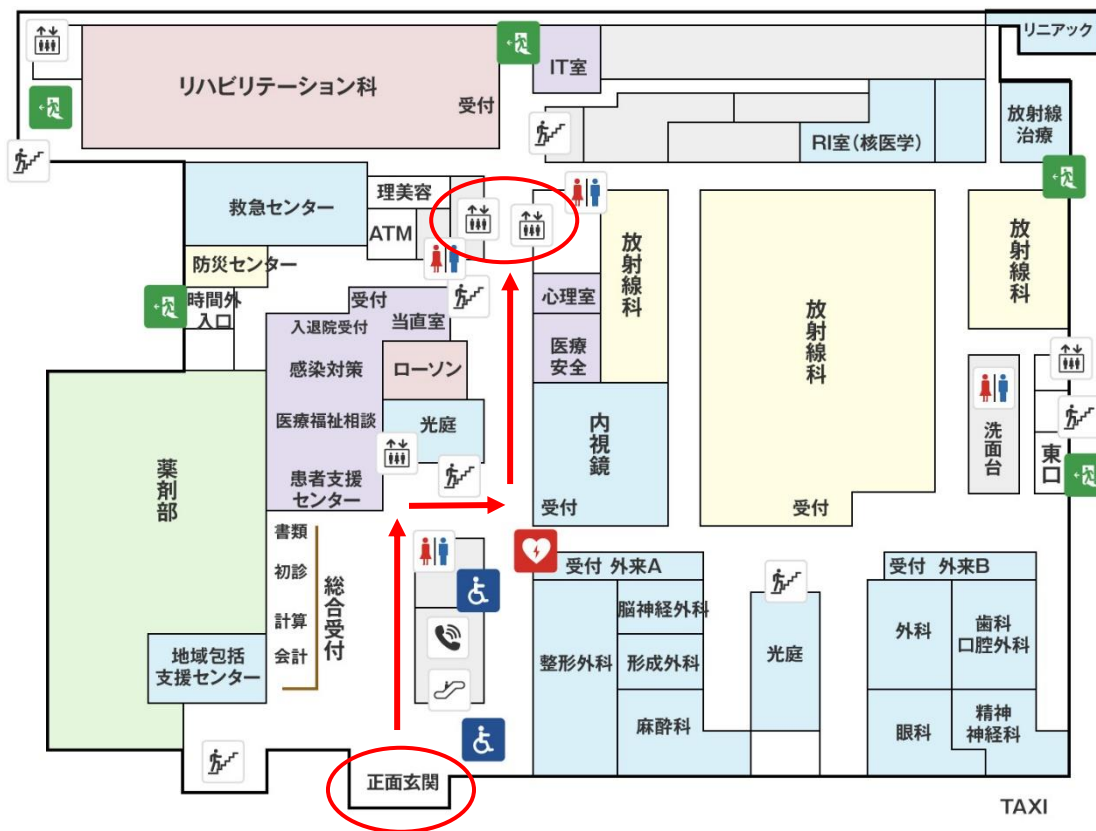 リニアック
リハビリテーション科
受付
IT室
放射線
治療
RI室(核医学)
救急センター
理美容
ATM
防災センター
時間外
入口
受付
入退院受付
当直室
感染対策
ローソン
医療福祉相談
光庭
患者支援
センター
心理室
医療
安全
放射線科
放射線科
受付
放射線科
内視鏡
受付
洗面台
東口
薬剤部
書類
初診
計算
会計
総合受付
地域包括
支援センター
受付 外来A
脳神経外科
整形外科
形成外科
麻酔科
光庭
受付 外来B
外科
歯科
口腔外科
眼科
精神
神経科
正面玄関
TAXI